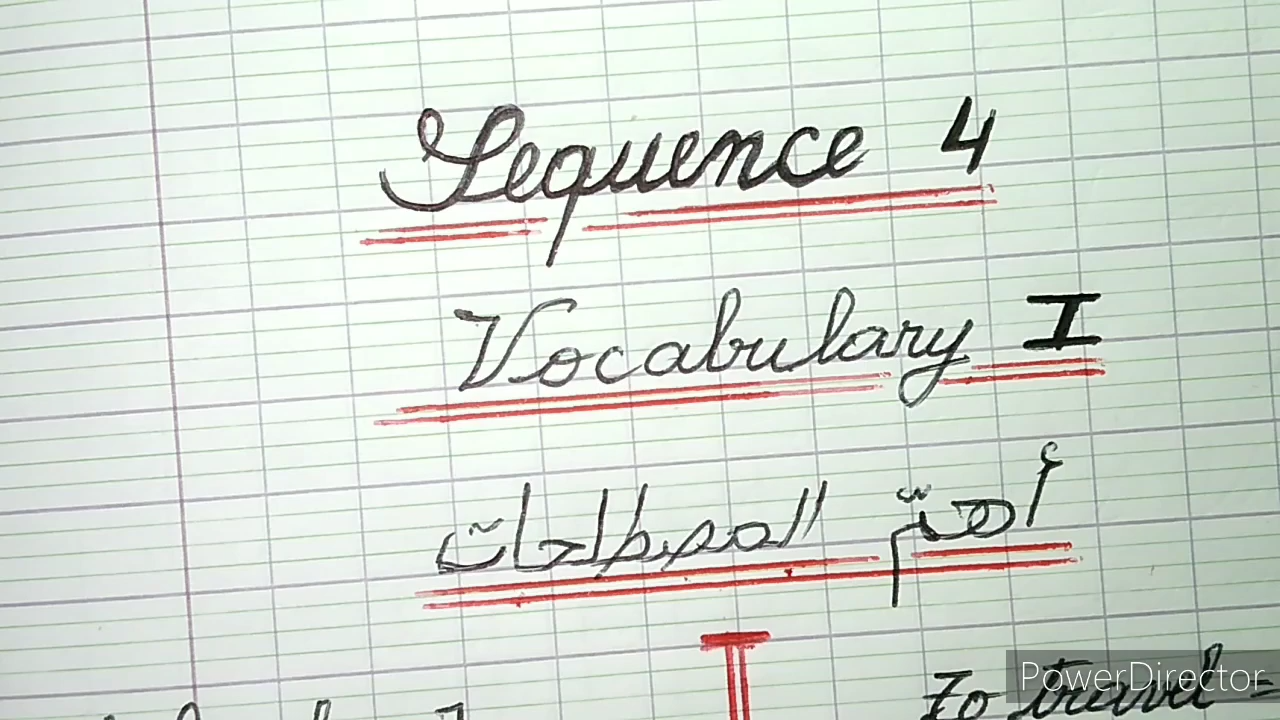 Sequence 4
Vocabulary I
أهمّ المصطلحات
To travel =
PowerDirector